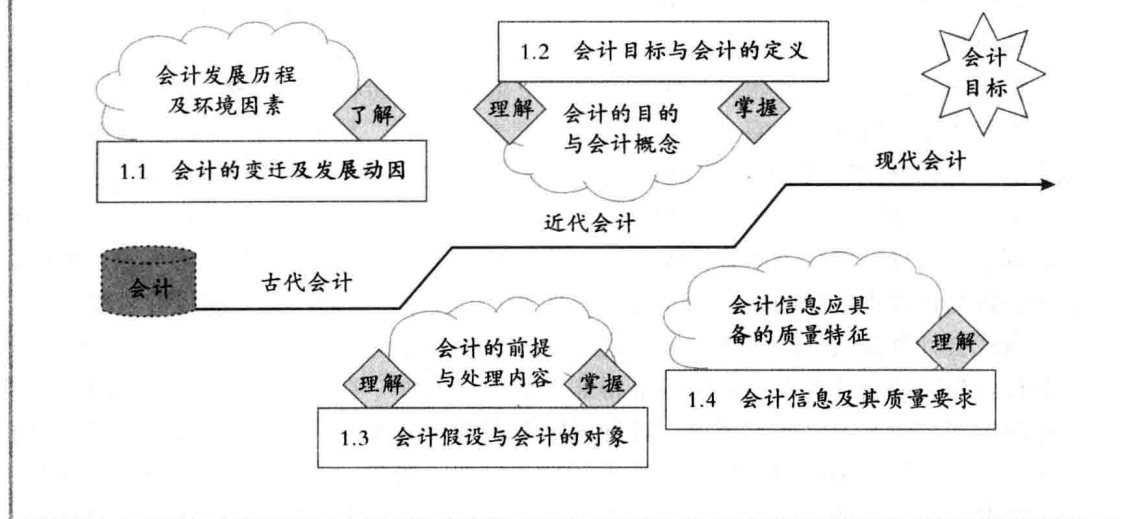 会计发展历程
及环境因素
了解
1.1 会计的变迁及发展动因
1.2 会计目标与会计的定义
理解
会计的目的
与会计概念
掌握
会计
目标
现代会计
近代会计
古代会计
会计
会计的前提
与处理内容
理解
掌握
1.3 会计假设与会计的对象
会计信息应具
备的质量特征
理解
1.4 会计信息及其质量要求